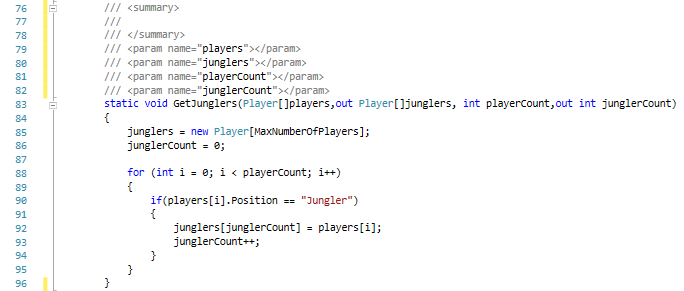 76 /// <summary>
77 ///
78 /// </summary>
79 /// <param name="players"></param>
80 /// <param name="junglers"></param>
81 /// <param name="playerCount"></param>
82 /// <param name="junglerCount"></param>
83 static void GetJunglers(Player[]players,out Player[]junglers, int playerCount,out int junglerCount)
84 {
85 junglers = new Player[MaxNumberOfPlayers];
86 junglerCount = 0;
87
88 for (int i = 0; i < playerCount; i++)
89 {
90 if(players[i].Position == "Jungler")
91 {
92 junglers[junglerCount] = players[i];
93 junglerCount++;
94 }
95 }
96 }